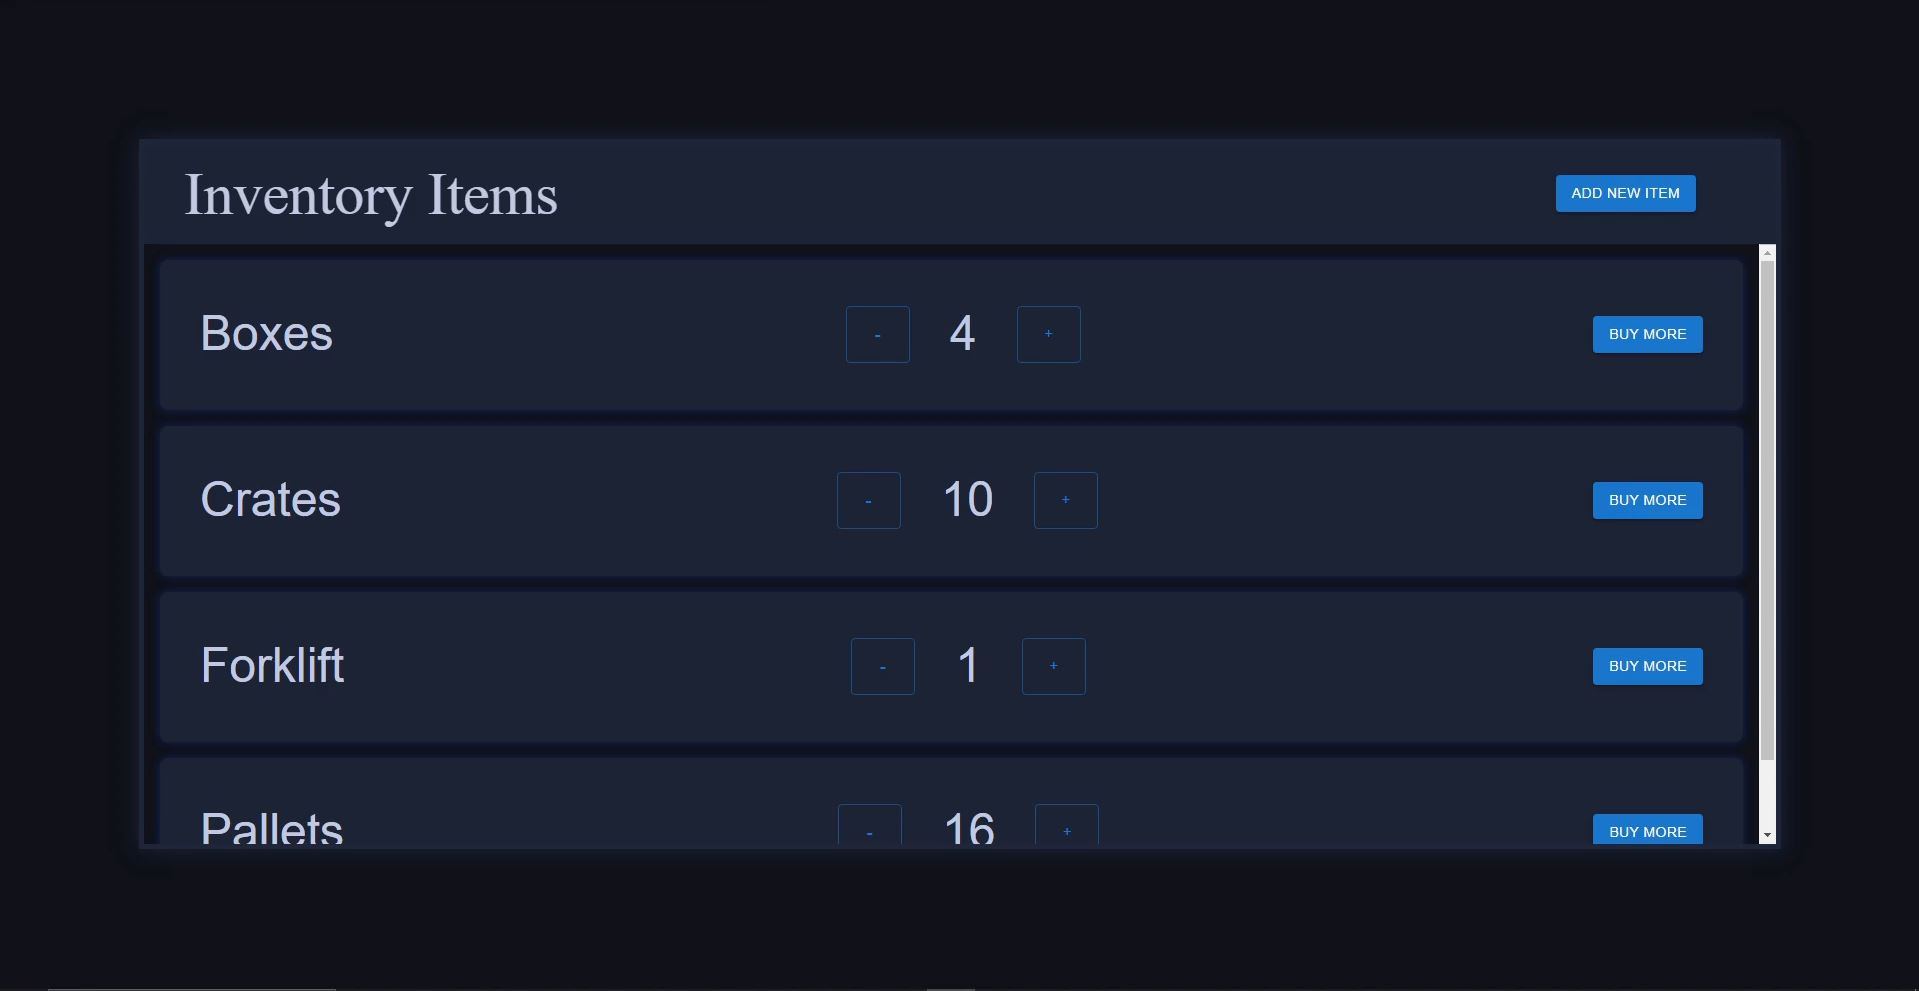 Inventory Items
ADD NEW ITEM
Boxes - 4 + BUY MORE
Crates - 10 + BUY MORE
Forklift - 1 + BUY MORE
Pallets - 16 + BUY MORE